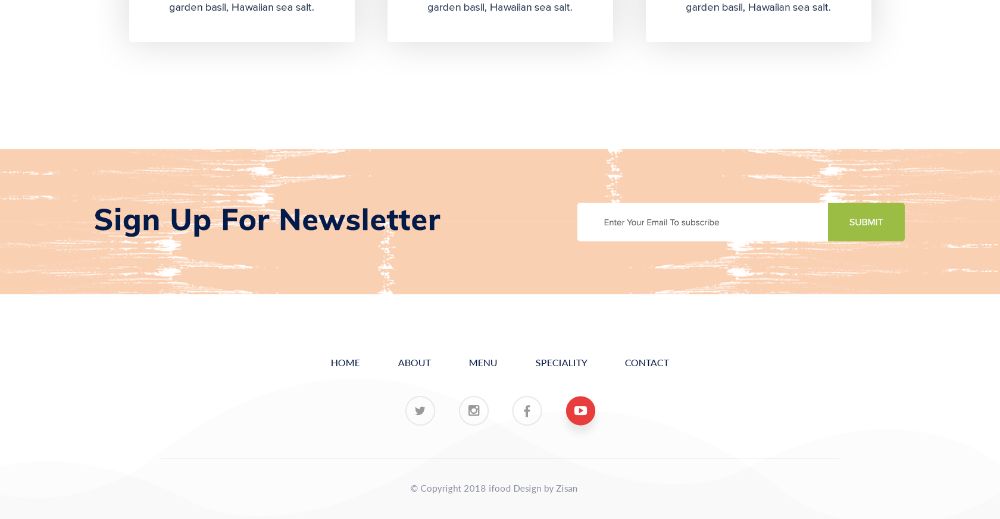 garden basil, Hawaiian sea salt.
garden basil, Hawaiian sea salt.
garden basil, Hawaiian sea salt.
Sign Up For Newsletter
Enter Your Email To subscribe
SUBMIT
HOME ABOUT MENU SPECIALITY CONTACT
© Copyright 2018 ifood Design by Zisan